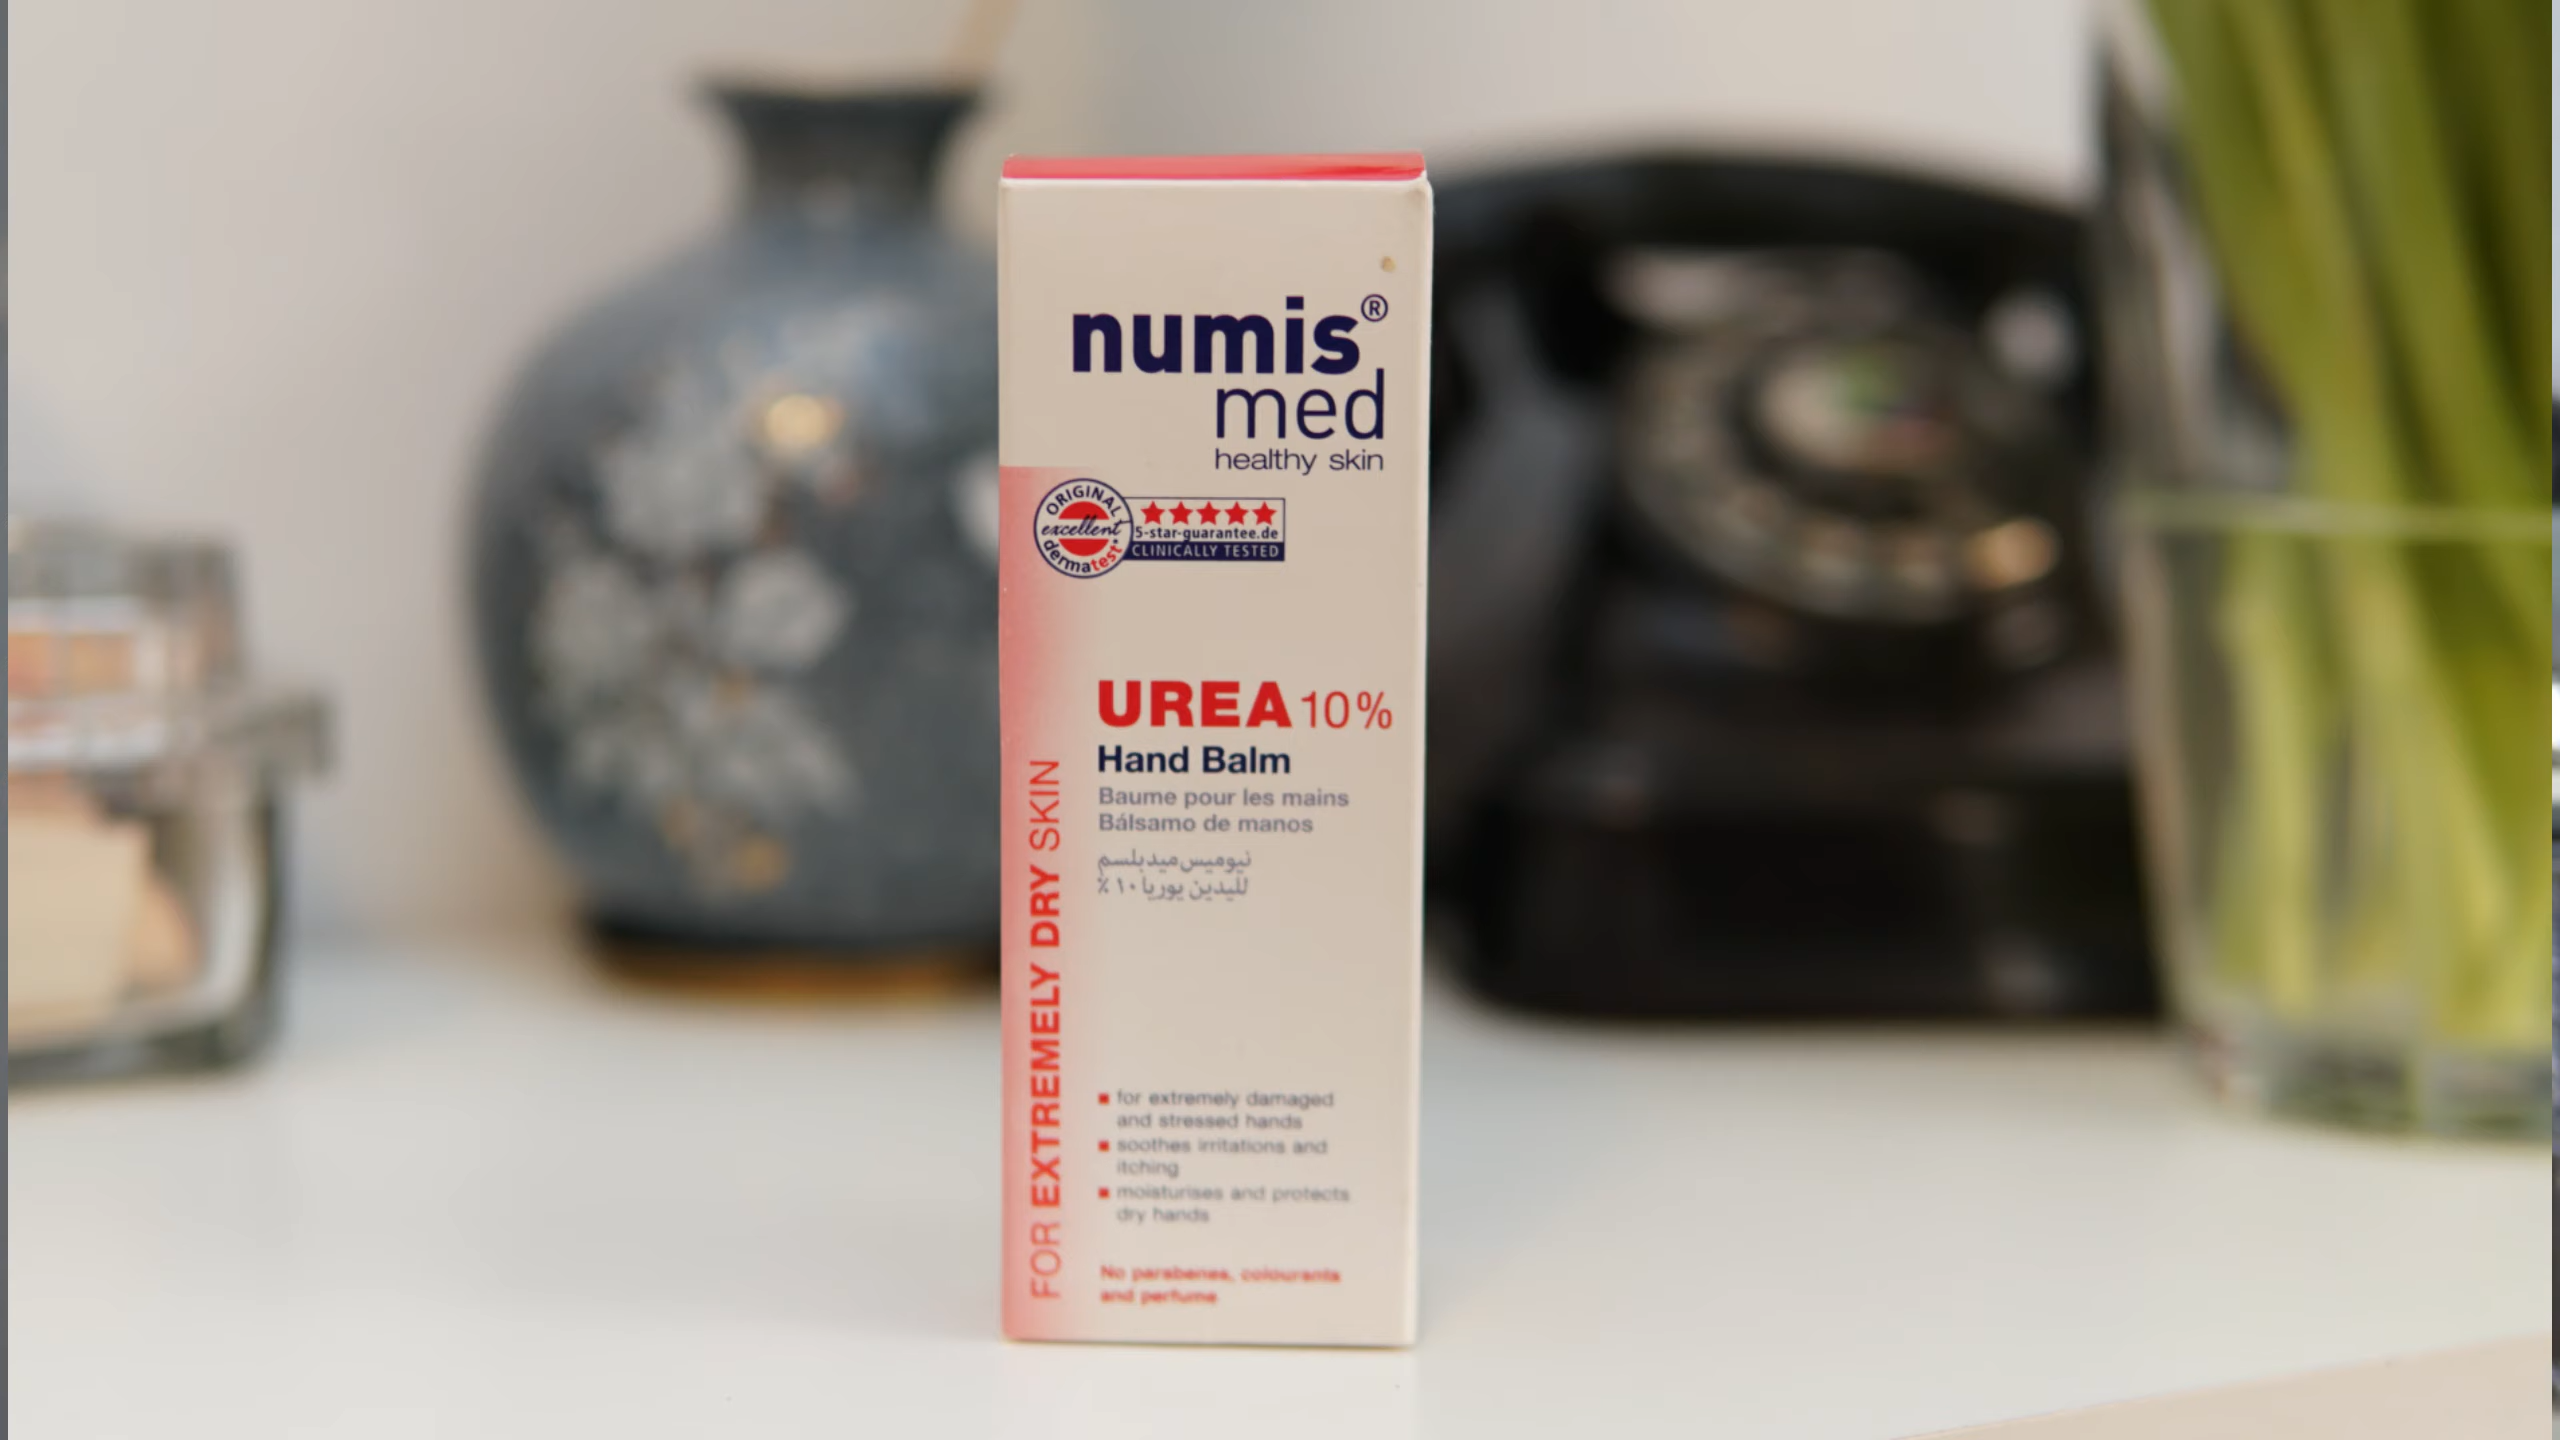 numis®
med
healthy skin
ORIGINAL
excellent
dermatest
5-star-guarantee.de
CLINICALLY TESTED
UREA 10%
Hand Balm
Baume pour les mains
Bálsamo de manos
نيوميس ميد بلسم
لليدين يوريا ١٠ ٪
FOR EXTREMELY DRY SKIN
for extremely damaged
and stressed hands
soothes irritations and
itching
moisturises and protects
dry hands
No parabenes, colourants
and perfume